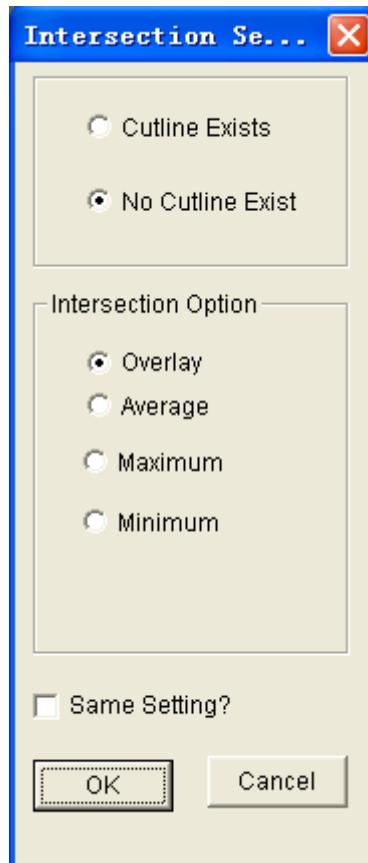 Intersection Se...
Cutline Exists
No Cutline Exist
Intersection Option
Overlay
Average
Maximum
Minimum
Same Setting?
OK Cancel